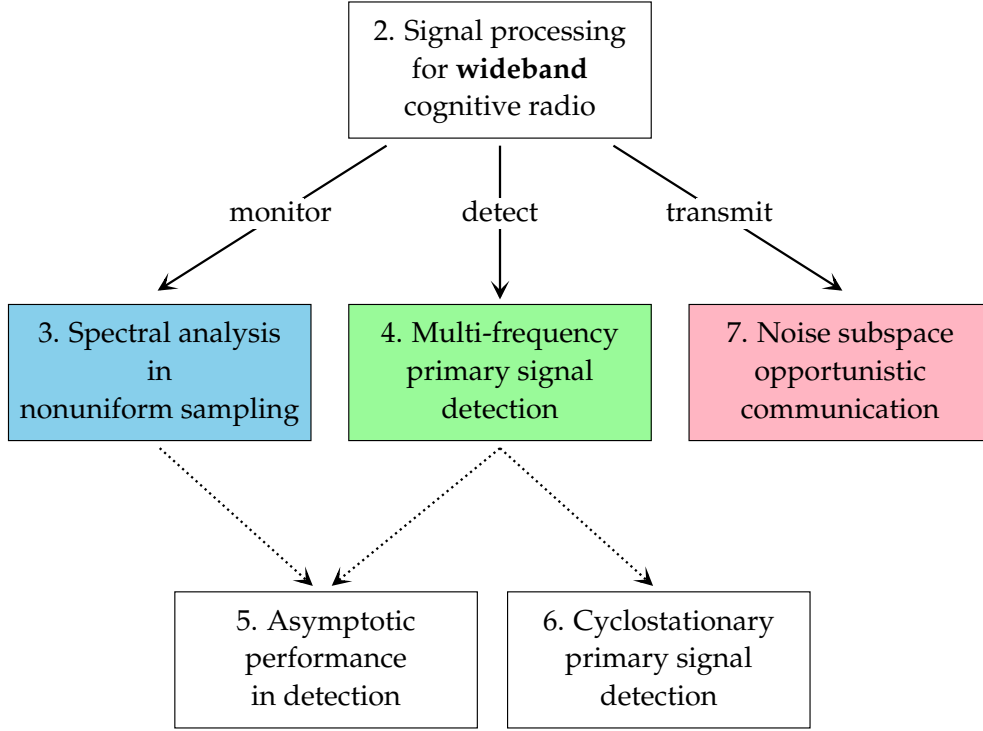 2. Signal processing
for wideband
cognitive radio
monitor
detect
transmit
3. Spectral analysis
in
nonuniform sampling
4. Multi-frequency
primary signal
detection
7. Noise subspace
opportunistic
communication
5. Asymptotic
performance
in detection
6. Cyclostationary
primary signal
detection